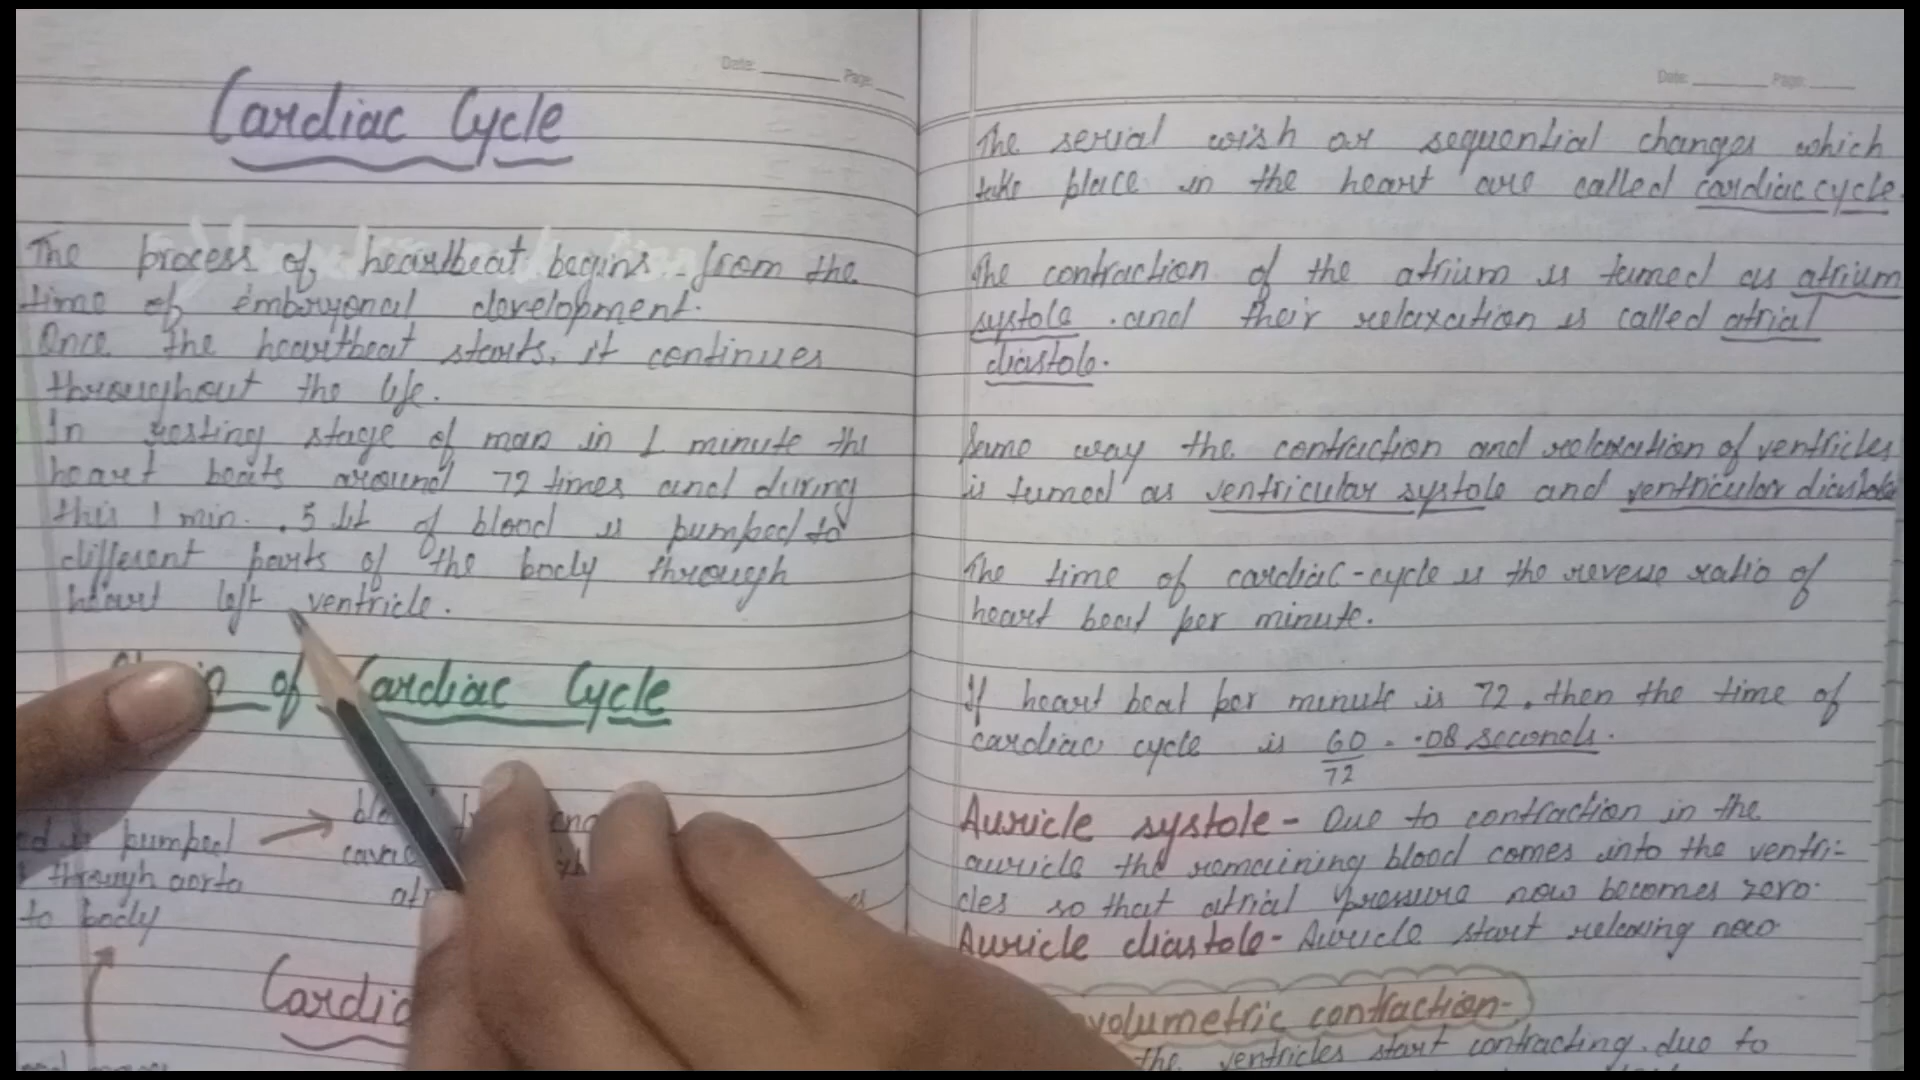 Date: Page:
Cardiac Cycle
The process of heartbeat begins from the
time of embryonal development.
Once the heartbeat starts, it continues
throughout the life.
In resting stage of man in 1 minute the
heart beats around 72 times and during
this 1 min. .5 lit of blood is pumped to
different parts of the body through
heart left ventricle.
of Cardiac Cycle
pumped
through aorta
to body
Date: Page:
The serial wish or sequential changes which
take place in the heart are called cardiac cycle.
The contraction of the atrium is tumed as atrium
systole .and their relaxation is called atrial
diastole.
Same way the contraction and relaxation of ventricles
is tumed as ventricular systole and ventricular diastole
The time of cardiac-cycle is the reverse ratio of
heart beat per minute.
If heart beat per minute is 72, then the time of
cardiac cycle is 60/72 = .08 seconds.
Auricle systole - Due to contraction in the
auricle the remaining blood comes into the ventri-
cles so that atrial pressure now becomes zero.
Auricle diastole - Auricle start relaxing now
volumetric contraction-
the ventricles start contracting. due to